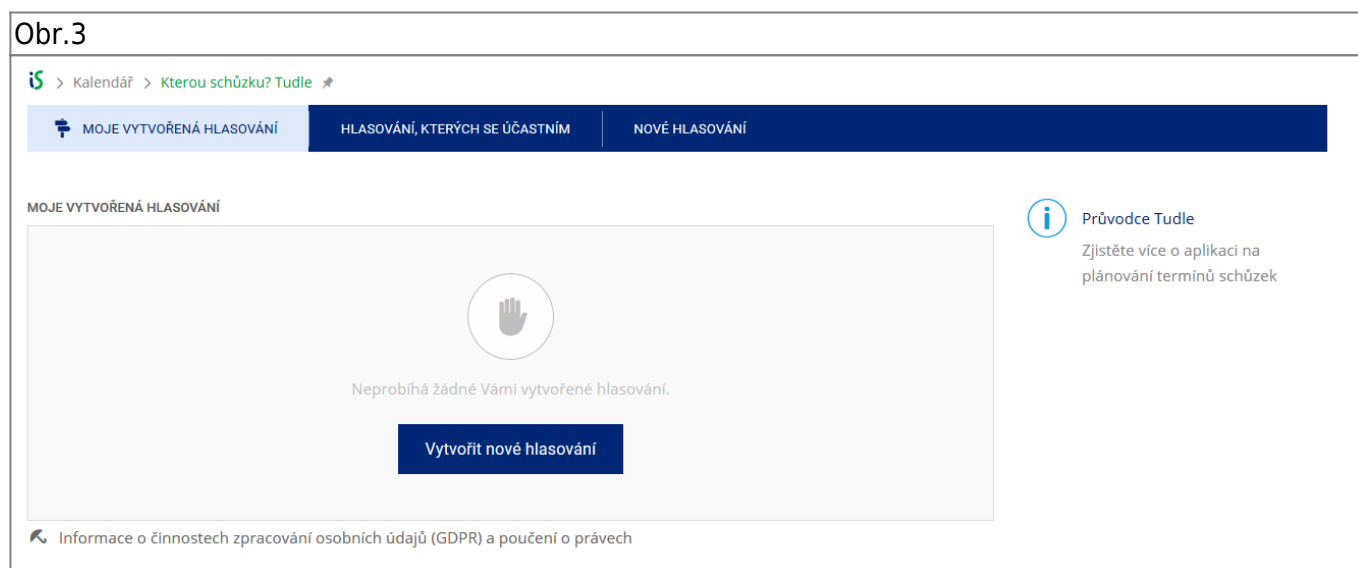 Obr.3
iS > Kalendář > Kterou schůzku? Tudle
MOJE VYTVOŘENÁ HLASOVÁNÍ HLASOVÁNÍ, KTERÝCH SE ÚČASTNÍM NOVÉ HLASOVÁNÍ
MOJE VYTVOŘENÁ HLASOVÁNÍ
Průvodce Tudle
Zjistěte více o aplikaci na
plánování termínů schůzek
Neprobíhá žádné Vámi vytvořené hlasování.
Vytvořit nové hlasování
Informace o činnostech zpracování osobních údajů (GDPR) a poučení o právech